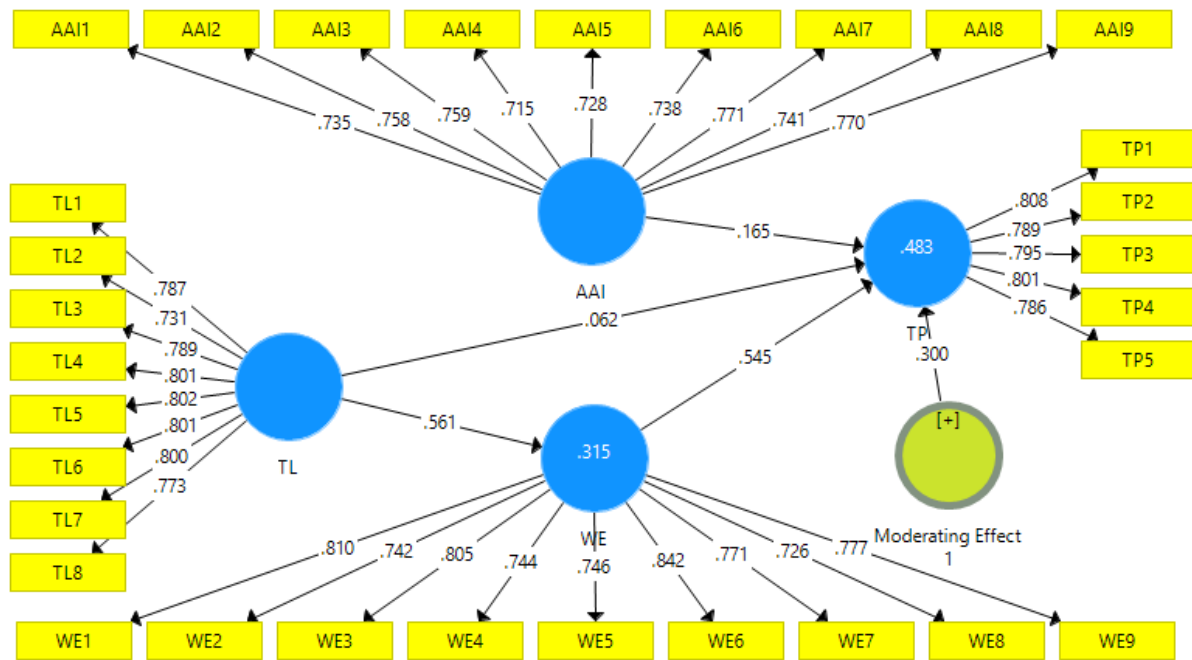 AAI1 AAI2 AAI3 AAI4 AAI5 AAI6 AAI7 AAI8 AAI9
.735 .758 .759 .715 .728 .738 .771 .741 .770
TP1
TL1
.808
TP2
.789
TL2
.165
.483
.795
TP3
.787
AAI
.801
TL3
.731
.062
TP4
.786
.789
TP
TL4
.801
.545
.300
TP5
.802
TL5
.801
.561
[+]
.800
TL6
TL
.315
.773
TL7
WE
Moderating Effect
1
TL8
.810 .742 .805 .744 .746 .842 .771 .726 .777
WE1 WE2 WE3 WE4 WE5 WE6 WE7 WE8 WE9